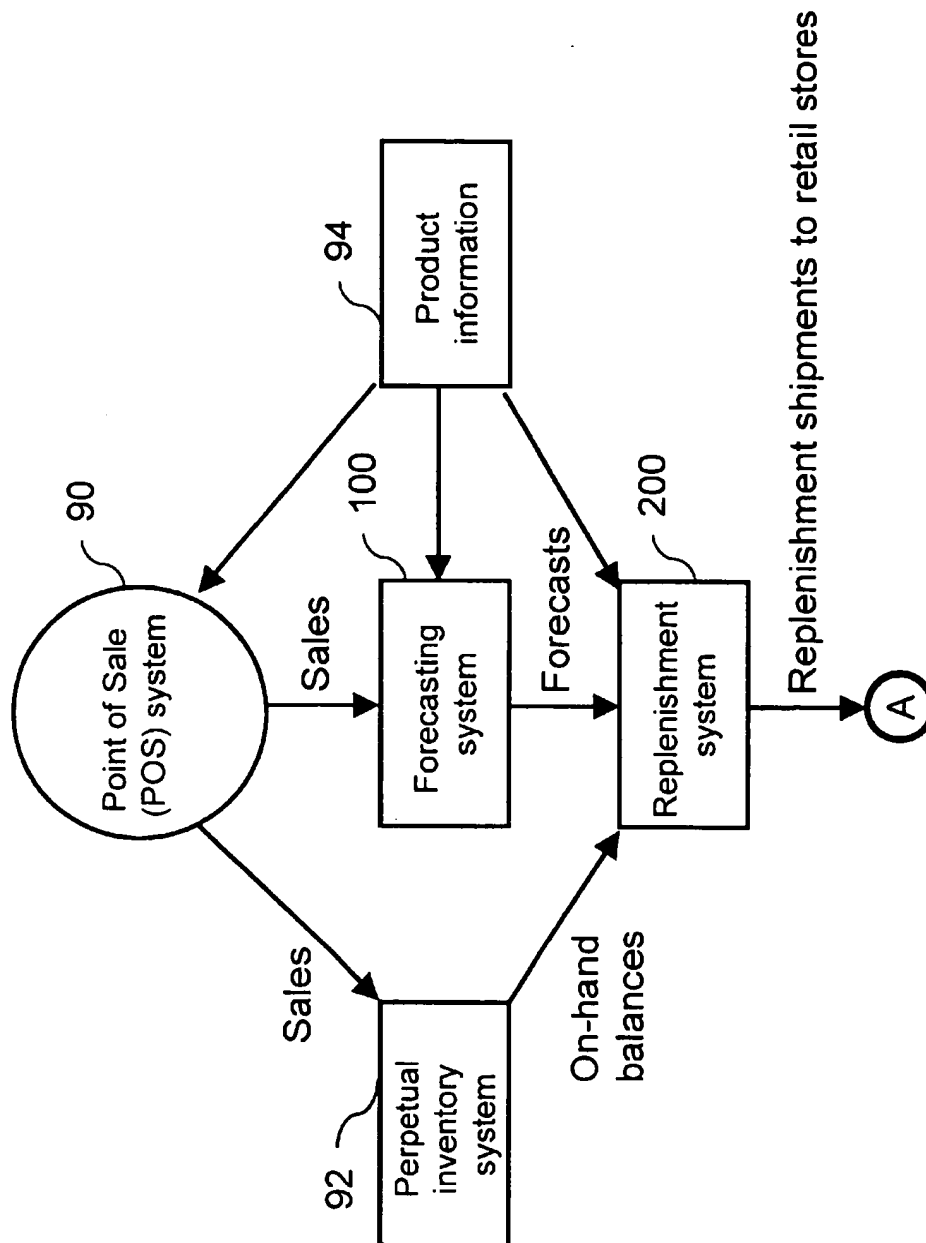 90
Point of Sale
(POS) system
Sales
Sales
94
Product
information
92
Perpetual
inventory
system
100
Forecasting
system
On-hand
balances
Forecasts
200
Replenishment
system
Replenishment shipments to retail stores
A